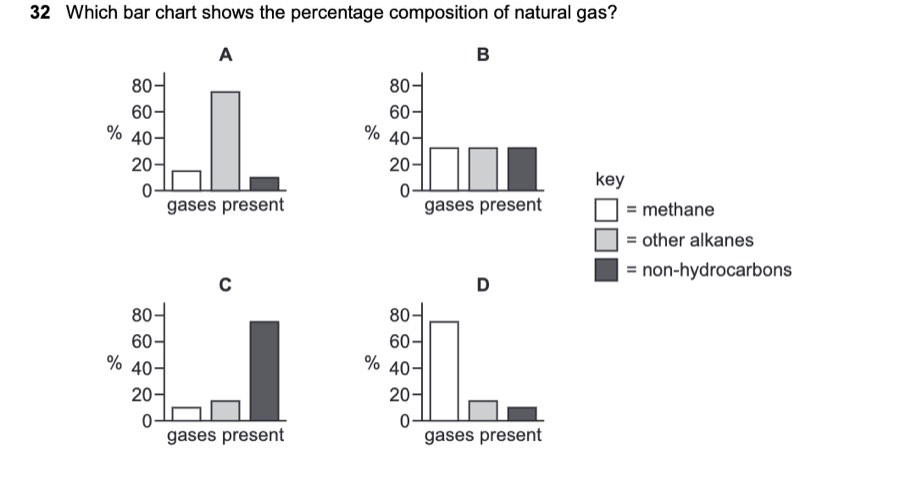 32 Which bar chart shows the percentage composition of natural gas?
A
80
60
% 40
20
0
gases present
B
80
60
% 40
20
0
gases present
key
= methane
= other alkanes
= non-hydrocarbons
C
80
60
% 40
20
0
gases present
D
80
60
% 40
20
0
gases present